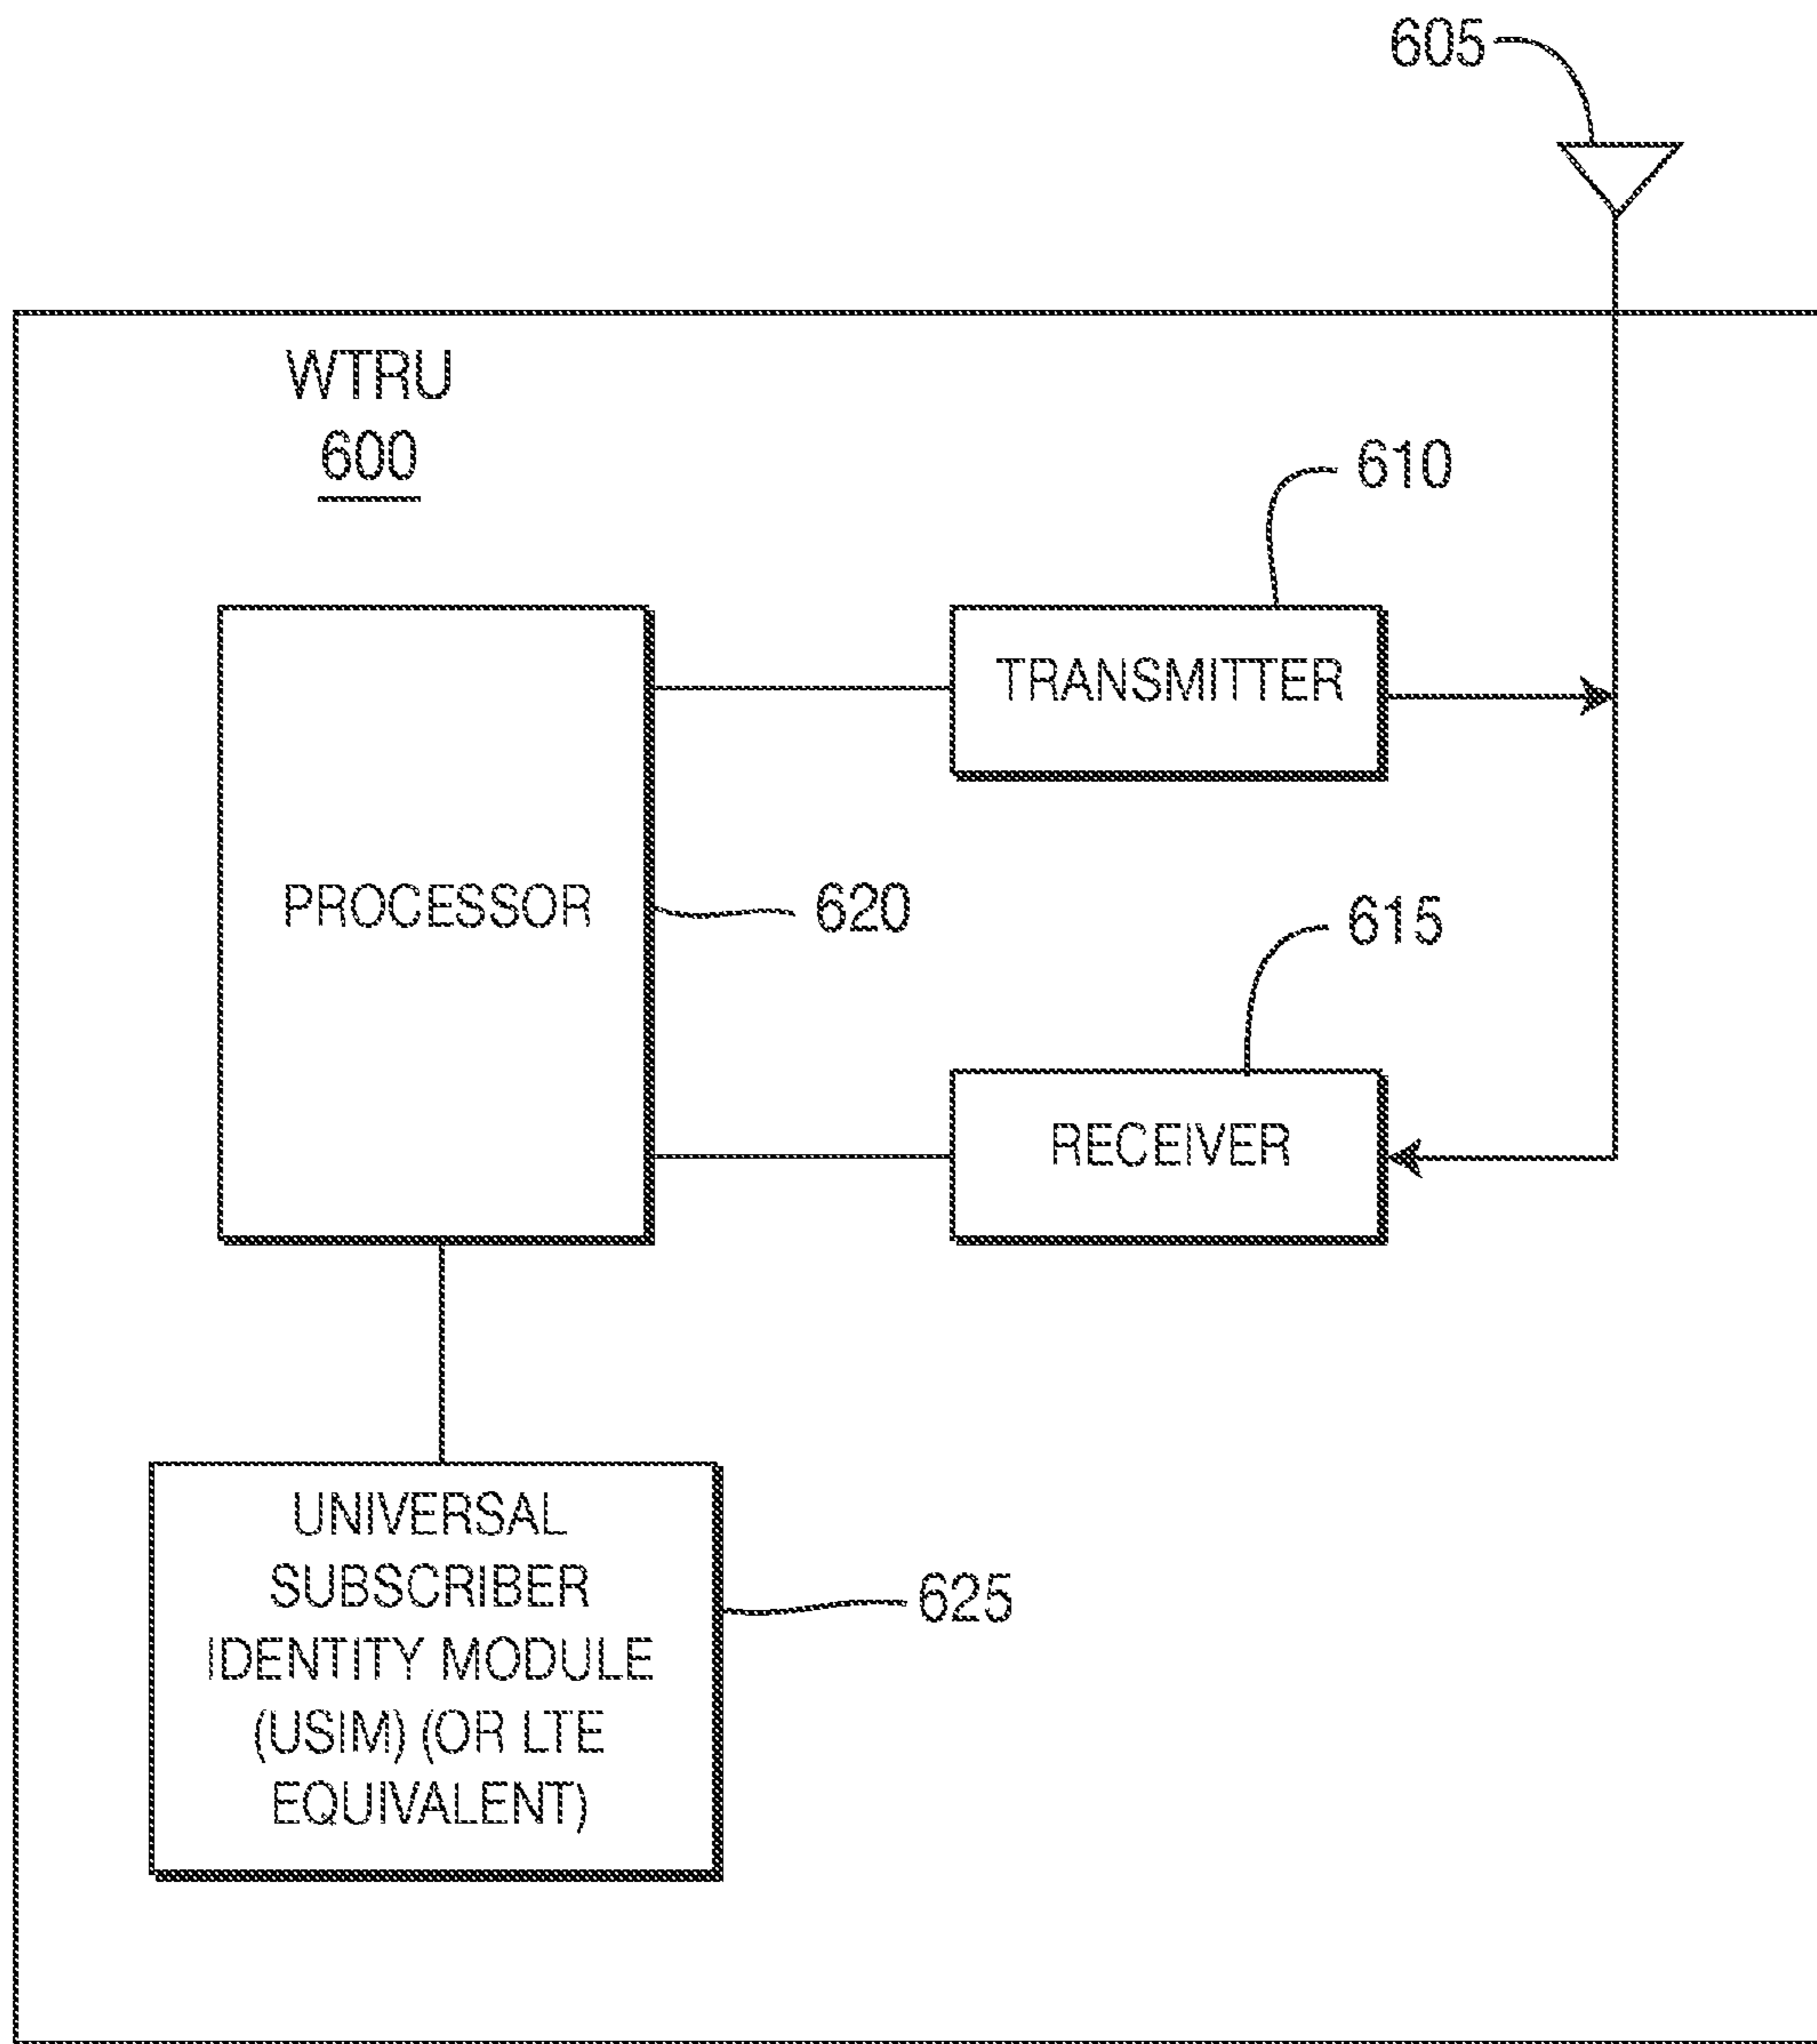 605
WTRU
600
610
TRANSMITTER
PROCESSOR
620
615
RECEIVER
UNIVERSAL
SUBSCRIBER
IDENTITY MODULE
(USIM) (OR LTE
EQUIVALENT)
625